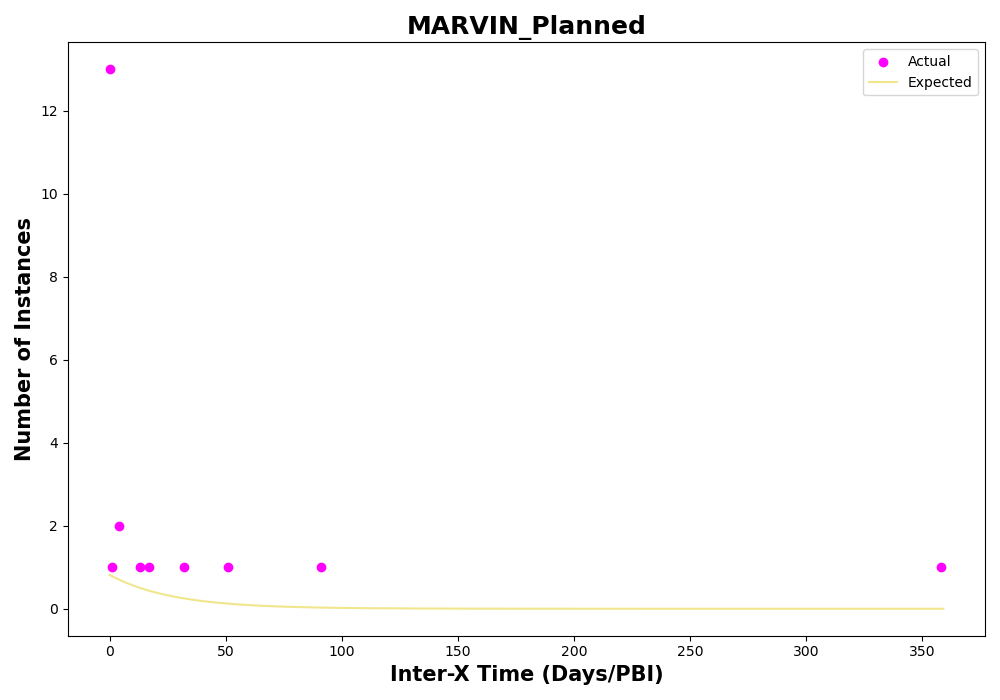 MARVIN_Planned
Actual
Expected
Number of Instances
12
10
8
6
4
2
0
0 50 100 150 200 250 300 350
Inter-X Time (Days/PBI)